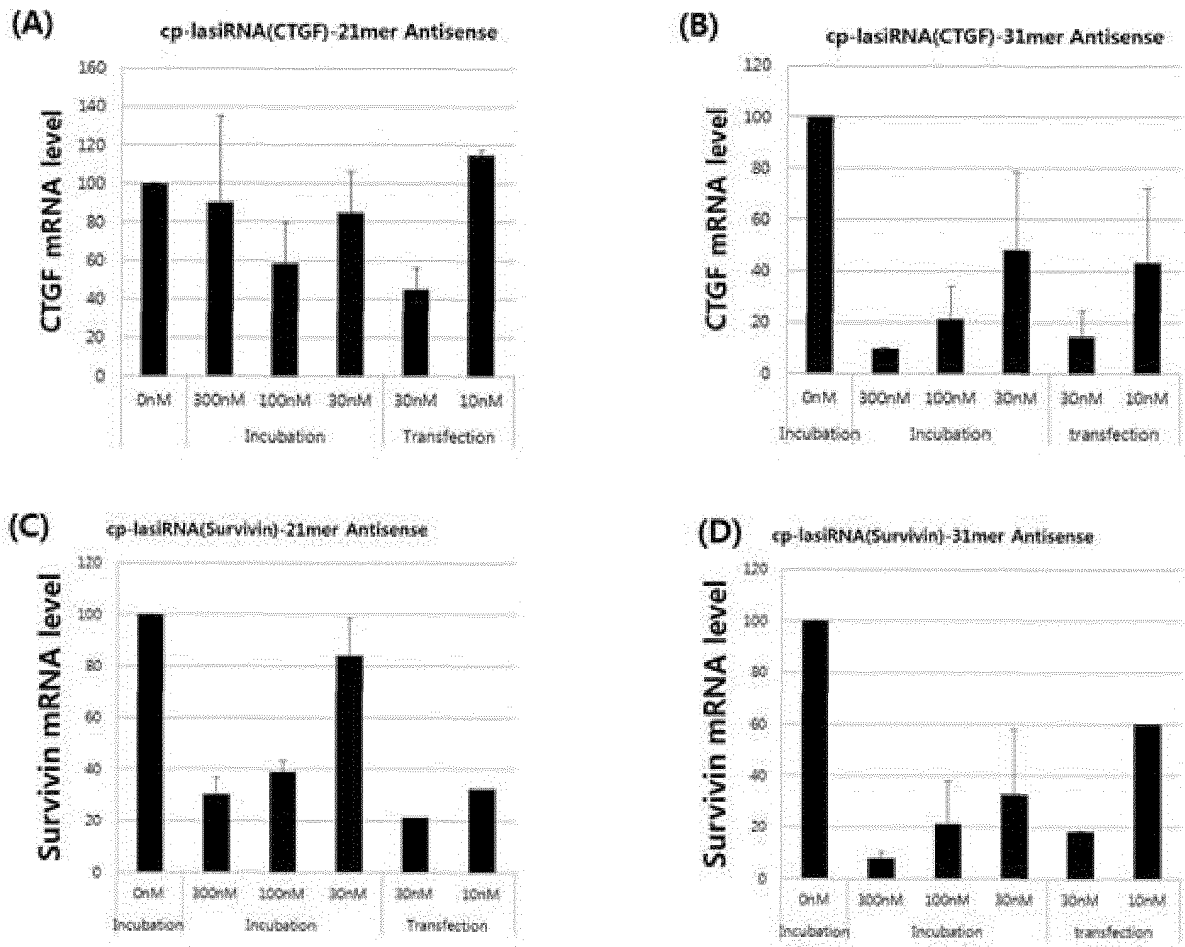 (A)
cp-lasiRNA(CTGF)-21mer Antisense
CTGF mRNA level
160
140
120
100
80
60
40
20
0
0nM 300nM 100nM 30nM 30nM 10nM
Incubation Transfection
(B)
cp-lasiRNA(CTGF)-31mer Antisense
CTGF mRNA level
120
100
80
60
40
20
0
0nM 300nM 100nM 30nM 30nM 10nM
Incubation Incubation transfection
(C)
cp-lasiRNA(Survivin)-21mer Antisense
Survivin mRNA level
120
100
80
60
40
20
0
0nM 300nM 100nM 30nM 30nM 10nM
Incubation Incubation Transfection
(D)
cp-lasiRNA(Survivin)-31mer Antisense
Survivin mRNA level
120
100
80
60
40
20
0
0nM 300nM 100nM 30nM 30nM 10nM
Incubation Incubation transfection